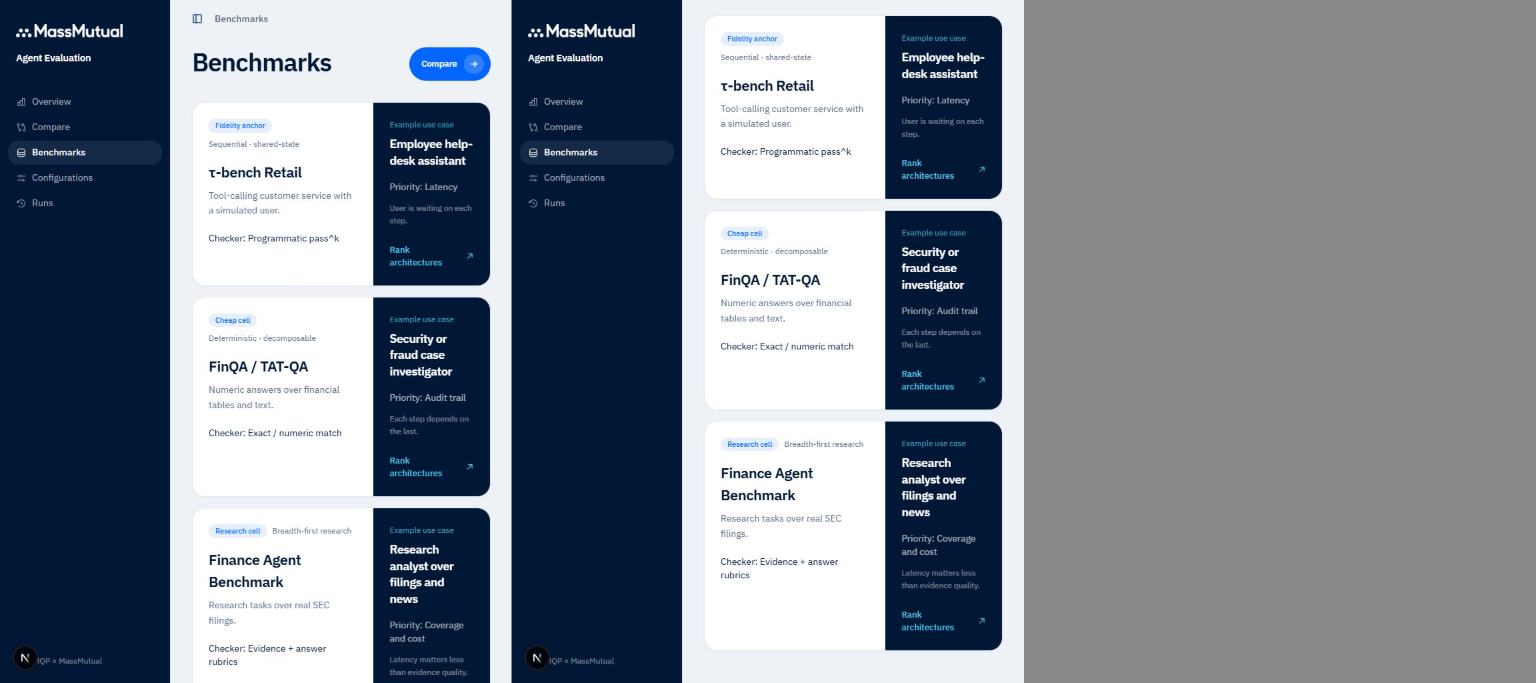 MassMutual
Agent Evaluation
Overview
Compare
Benchmarks
Configurations
Runs
N
IQP × MassMutual
Benchmarks
Benchmarks
Compare
Fidelity anchor
Sequential · shared-state
τ-bench Retail
Tool-calling customer service with
a simulated user.
Checker: Programmatic pass^k
Example use case
Employee help-
desk assistant
Priority: Latency
User is waiting on each
step.
Rank
architectures
Cheap cell
Deterministic · decomposable
FinQA / TAT-QA
Numeric answers over financial
tables and text.
Checker: Exact / numeric match
Example use case
Security or
fraud case
investigator
Priority: Audit trail
Each step depends on
the last.
Rank
architectures
Research cell Breadth-first research
Finance Agent
Benchmark
Research tasks over real SEC
filings.
Checker: Evidence + answer
rubrics
Example use case
Research
analyst over
filings and
news
Priority: Coverage
and cost
Latency matters less
than evidence quality.
MassMutual
Agent Evaluation
Overview
Compare
Benchmarks
Configurations
Runs
N
IQP × MassMutual
Fidelity anchor
Sequential · shared-state
τ-bench Retail
Tool-calling customer service with
a simulated user.
Checker: Programmatic pass^k
Example use case
Employee help-
desk assistant
Priority: Latency
User is waiting on each
step.
Rank
architectures
Cheap cell
Deterministic · decomposable
FinQA / TAT-QA
Numeric answers over financial
tables and text.
Checker: Exact / numeric match
Example use case
Security or
fraud case
investigator
Priority: Audit trail
Each step depends on
the last.
Rank
architectures
Research cell Breadth-first research
Finance Agent
Benchmark
Research tasks over real SEC
filings.
Checker: Evidence + answer
rubrics
Example use case
Research
analyst over
filings and
news
Priority: Coverage
and cost
Latency matters less
than evidence quality.
Rank
architectures